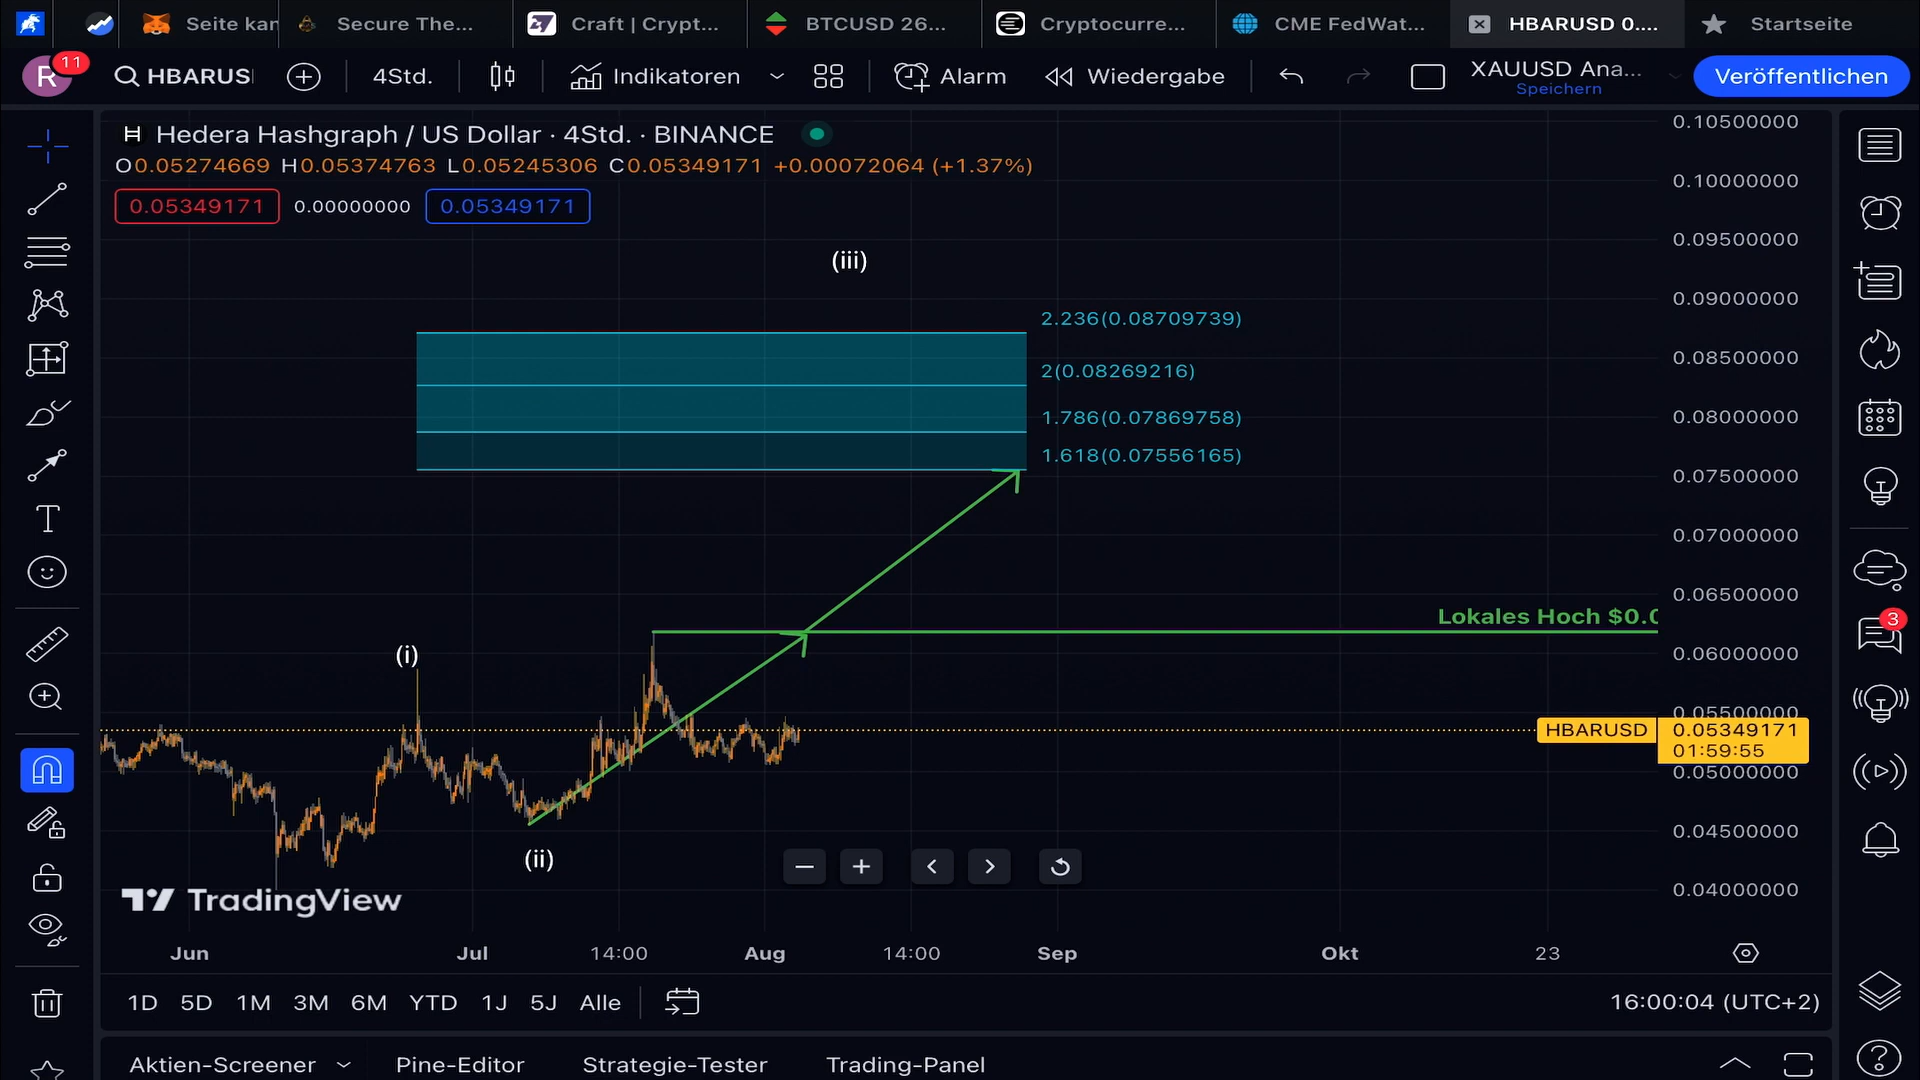 Seite kan
Secure The...
Craft | Crypt...
BTCUSD 26...
Cryptocurre...
CME FedWat...
HBARUSD 0....
Startseite
R
11
HBARUS
4Std.
Indikatoren
Alarm
Wiedergabe
XAUUSD Ana...
Speichern
Veröffentlichen
Hedera Hashgraph / US Dollar · 4Std. · BINANCE
O0.05274669 H0.05374763 L0.05245306 C0.05349171 +0.00072064 (+1.37%)
0.05349171 0.00000000 0.05349171
(iii)
2.236(0.08709739)
2(0.08269216)
1.786(0.07869758)
1.618(0.07556165)
Lokales Hoch $0.0
(i)
(ii)
HBARUSD
0.10500000
0.10000000
0.09500000
0.09000000
0.08500000
0.08000000
0.07500000
0.07000000
0.06500000
0.06000000
0.05500000
0.05349171
01:59:55
0.05000000
0.04500000
0.04000000
3
TradingView
Jun Jul 14:00 Aug 14:00 Sep Okt 23
1D 5D 1M 3M 6M YTD 1J 5J Alle
16:00:04 (UTC+2)
Aktien-Screener Pine-Editor Strategie-Tester Trading-Panel